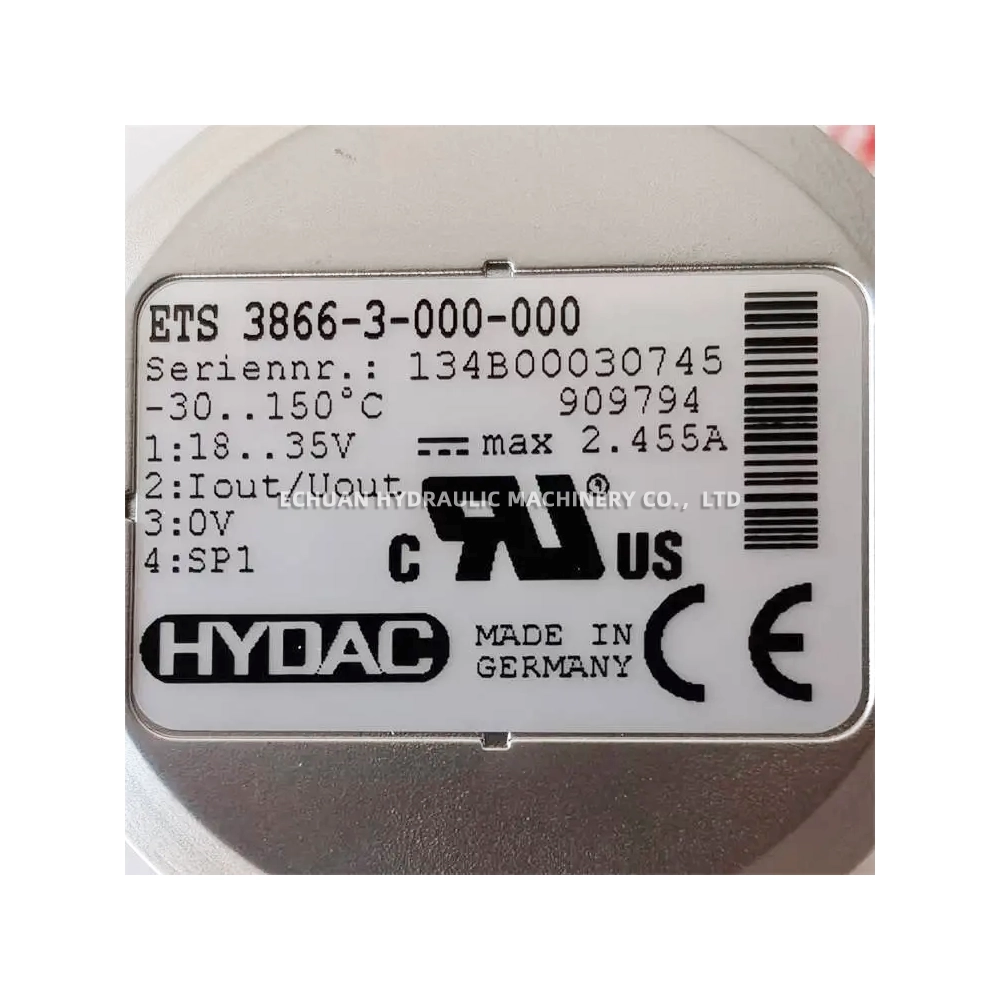 ETS 3866-3-000-000
Seriennr.: 134B00030745
-30..150°C 909794
1:18..35V ⎓ max 2.455A
2:Iout/Uout
ECHUAN HYDRAULIC MACHINERY CO., LTD
3:0V
4:SP1
C RU ® US
HYDAC
MADE IN
GERMANY
CE